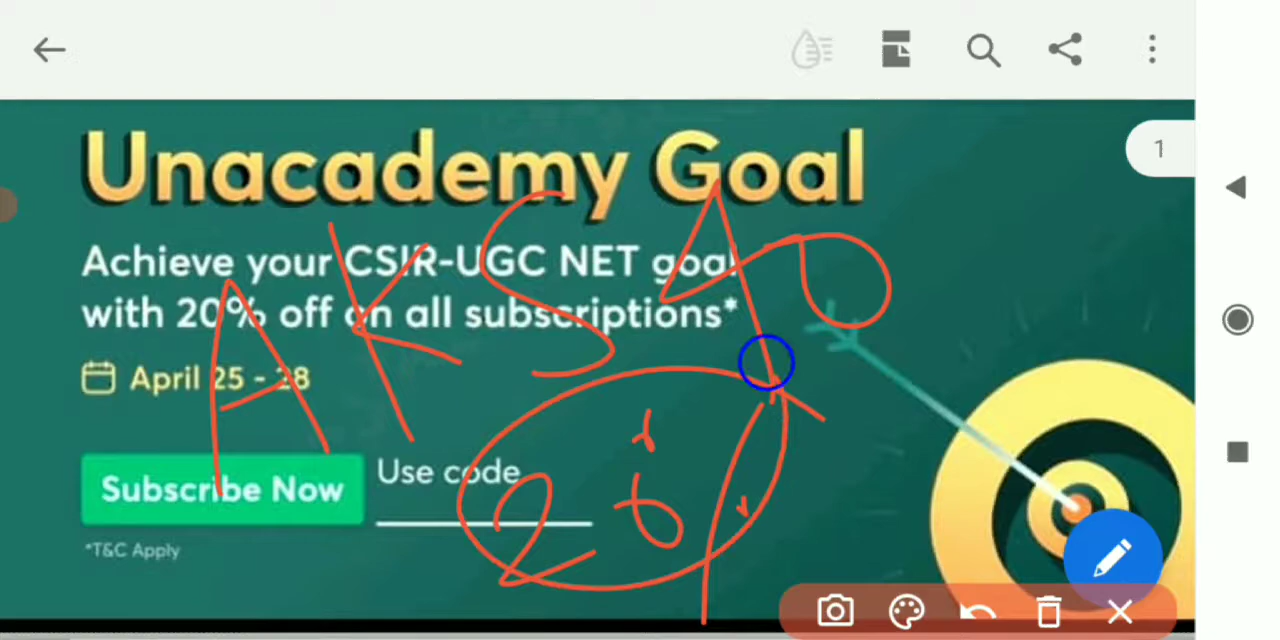 1
Unacademy Goal
Achieve your CSIR-UGC NET goal
with 20% off on all subscriptions*
April 25 - 28
AKS40
Subscribe Now
Use code
26
*T&C Apply